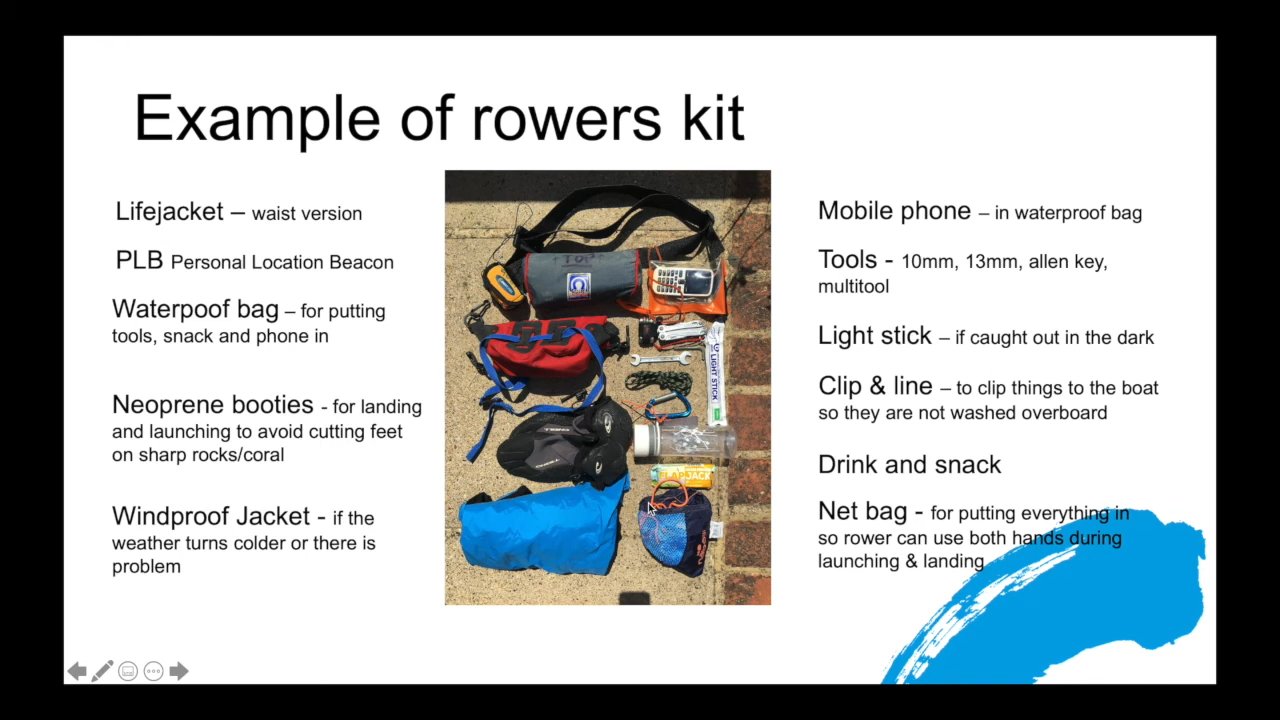 Example of rowers kit
Lifejacket – waist version
PLB Personal Location Beacon
Waterpoof bag – for putting
tools, snack and phone in
Neoprene booties - for landing
and launching to avoid cutting feet
on sharp rocks/coral
Windproof Jacket - if the
weather turns colder or there is
problem
TOP
LIGHT STICK
FLAPJACK
Mobile phone – in waterproof bag
Tools - 10mm, 13mm, allen key,
multitool
Light stick – if caught out in the dark
Clip & line – to clip things to the boat
so they are not washed overboard
Drink and snack
Net bag - for putting everything in
so rower can use both hands during
launching & landing